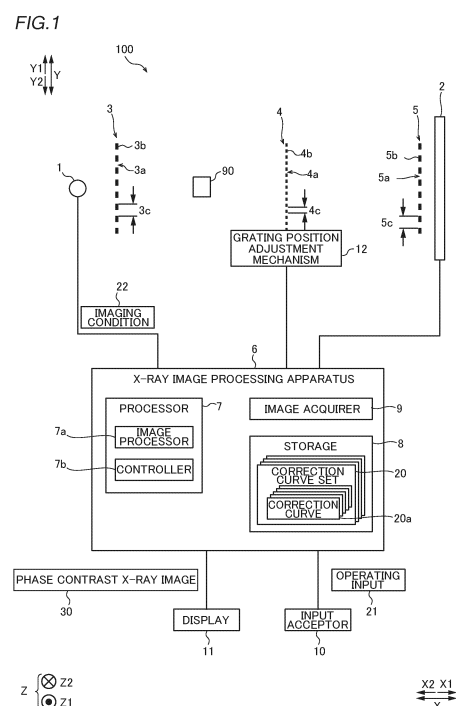 FIG.1
100
Y1
Y2
Y
3
3b
3a
3c
1
90
4
4b
4a
4c
5
5b
5a
5c
2
GRATING POSITION
ADJUSTMENT
MECHANISM
12
22
IMAGING
CONDITION
6
X-RAY IMAGE PROCESSING APPARATUS
PROCESSOR
7
7a
IMAGE
PROCESSOR
7b
CONTROLLER
IMAGE ACQUIRER
9
STORAGE
8
CORRECTION
CURVE SET
20
CORRECTION
CURVE
20a
PHASE CONTRAST X-RAY IMAGE
30
DISPLAY
11
INPUT
ACCEPTOR
10
OPERATING
INPUT
21
Z
Z2
Z1
X2 X1